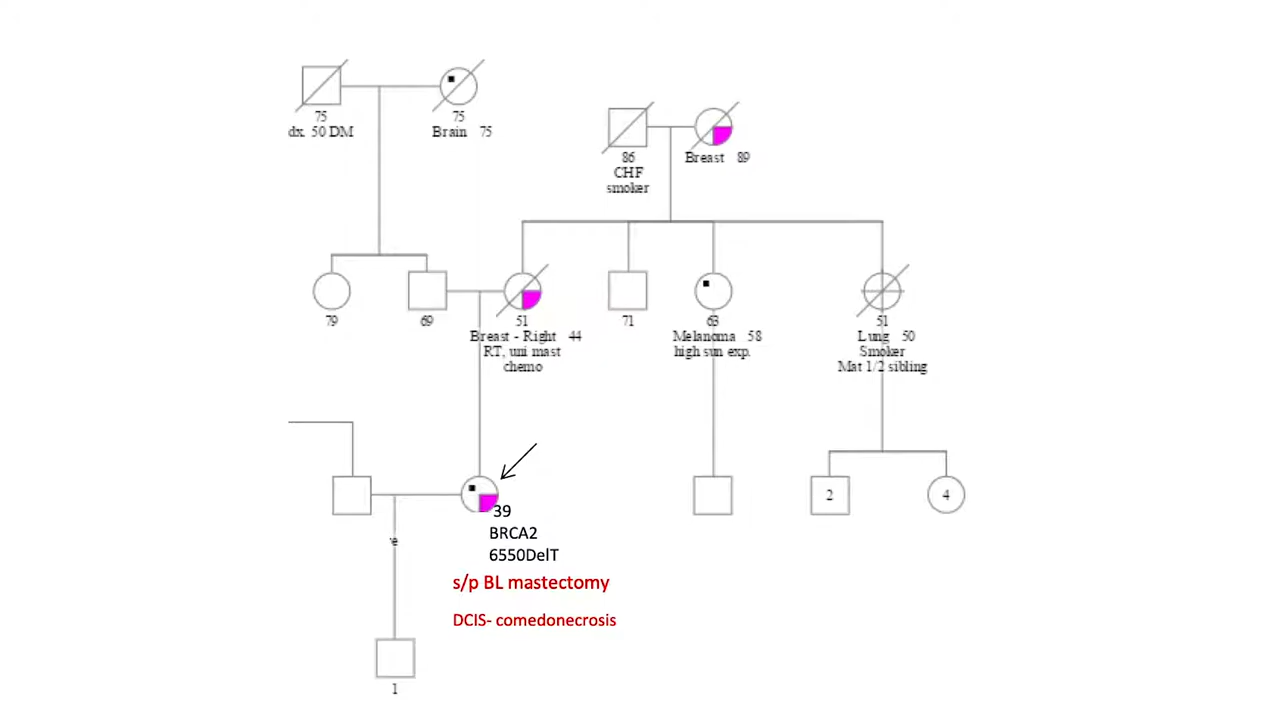 75
dx. 50 DM
75
Brain 75
86
CHF
smoker
Breast 89
79
69
51
Breast - Right 44
RT, uni mast
chemo
71
63
Melanoma 58
high sun exp.
51
Lung 50
Smoker
Mat 1/2 sibling
2
4
39
BRCA2
6550DelT
s/p BL mastectomy
DCIS- comedonecrosis
1